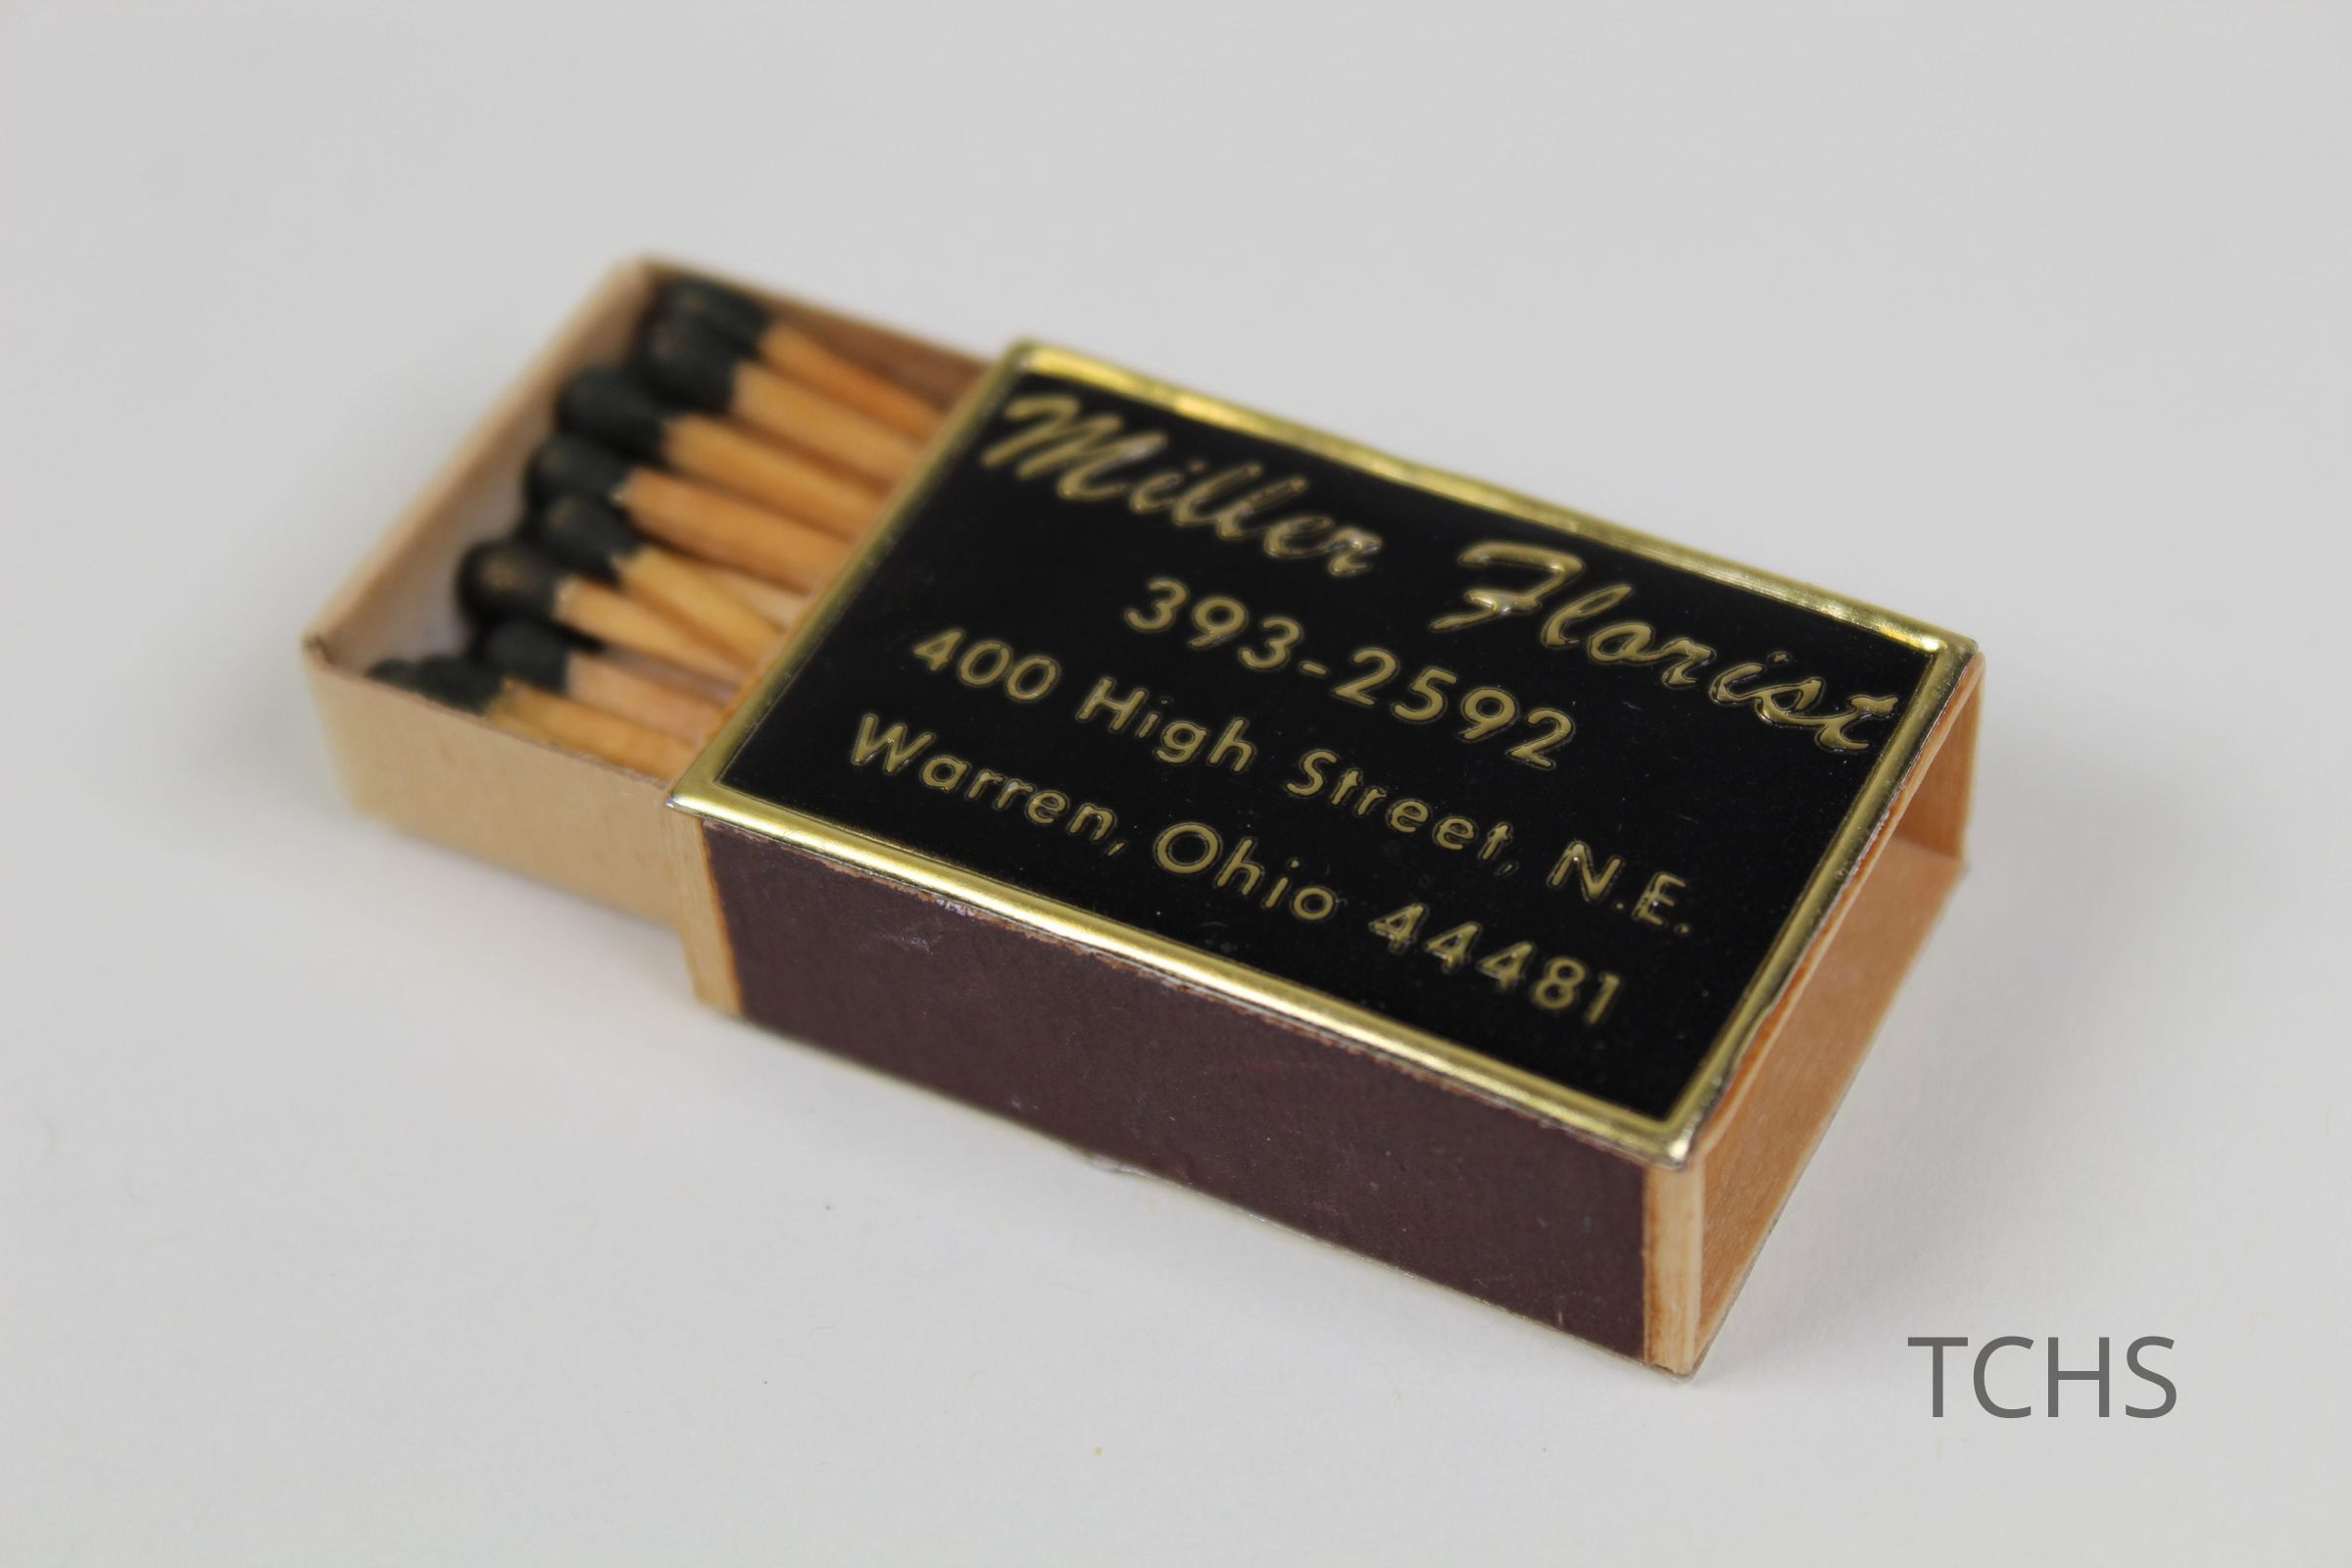 Miller Florist
393-2592
400 High Street, N.E.
Warren, Ohio 44481
TCHS